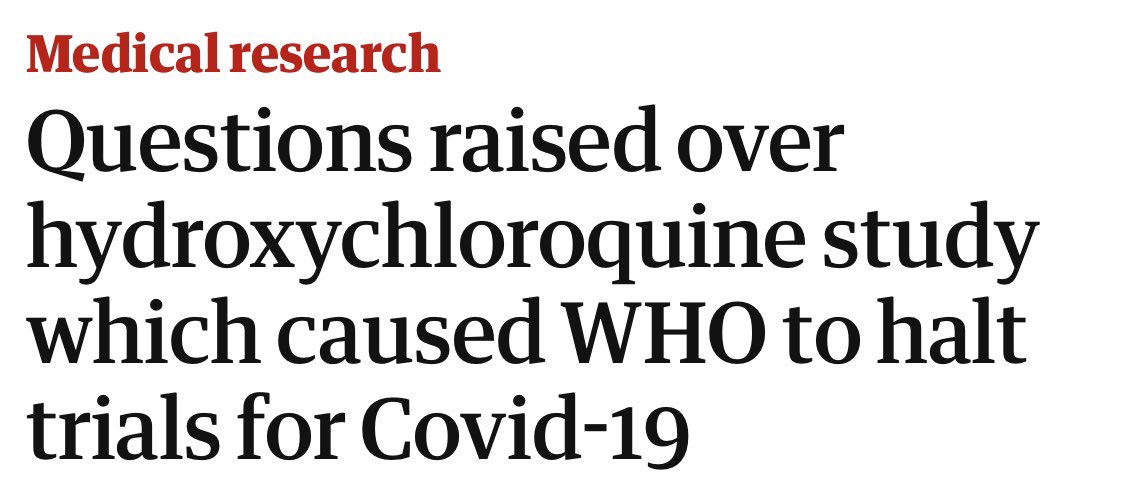 Medical research
Questions raised over
hydroxychloroquine study
which caused WHO to halt
trials for Covid-19